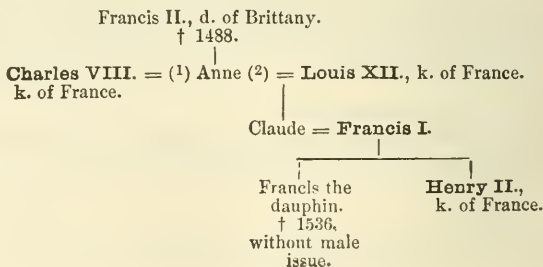 Francis II., d. of Brittany.
† 1488.
Charles VIII. = (1) Anne (2) = Louis XII., k. of France.
k. of France.
Claude = Francis I.
Francis the
dauphin.
† 1536,
without male
issue.
Henry II.,
k. of France.